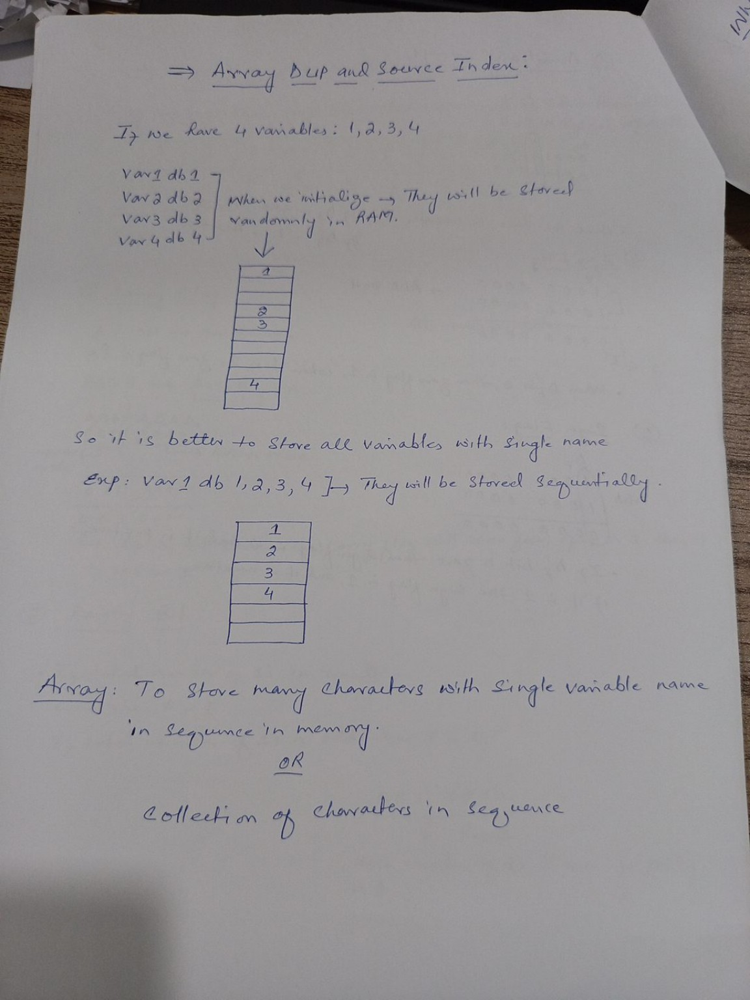 ⇒ Array DUP and Source Index:
If we have 4 variables: 1, 2, 3, 4
Var1 db 1
Var2 db 2
Var3 db 3
Var4 db 4
When we initialize → They will be stored
randomnly in RAM.
1
2
3
4
So it is better to store all variables with single name
Exp: Var1 db 1, 2, 3, 4 ]→ They will be stored sequentially.
1
2
3
4
Array: To store many characters with single variable name
in sequence in memory.
OR
Collection of characters in sequence